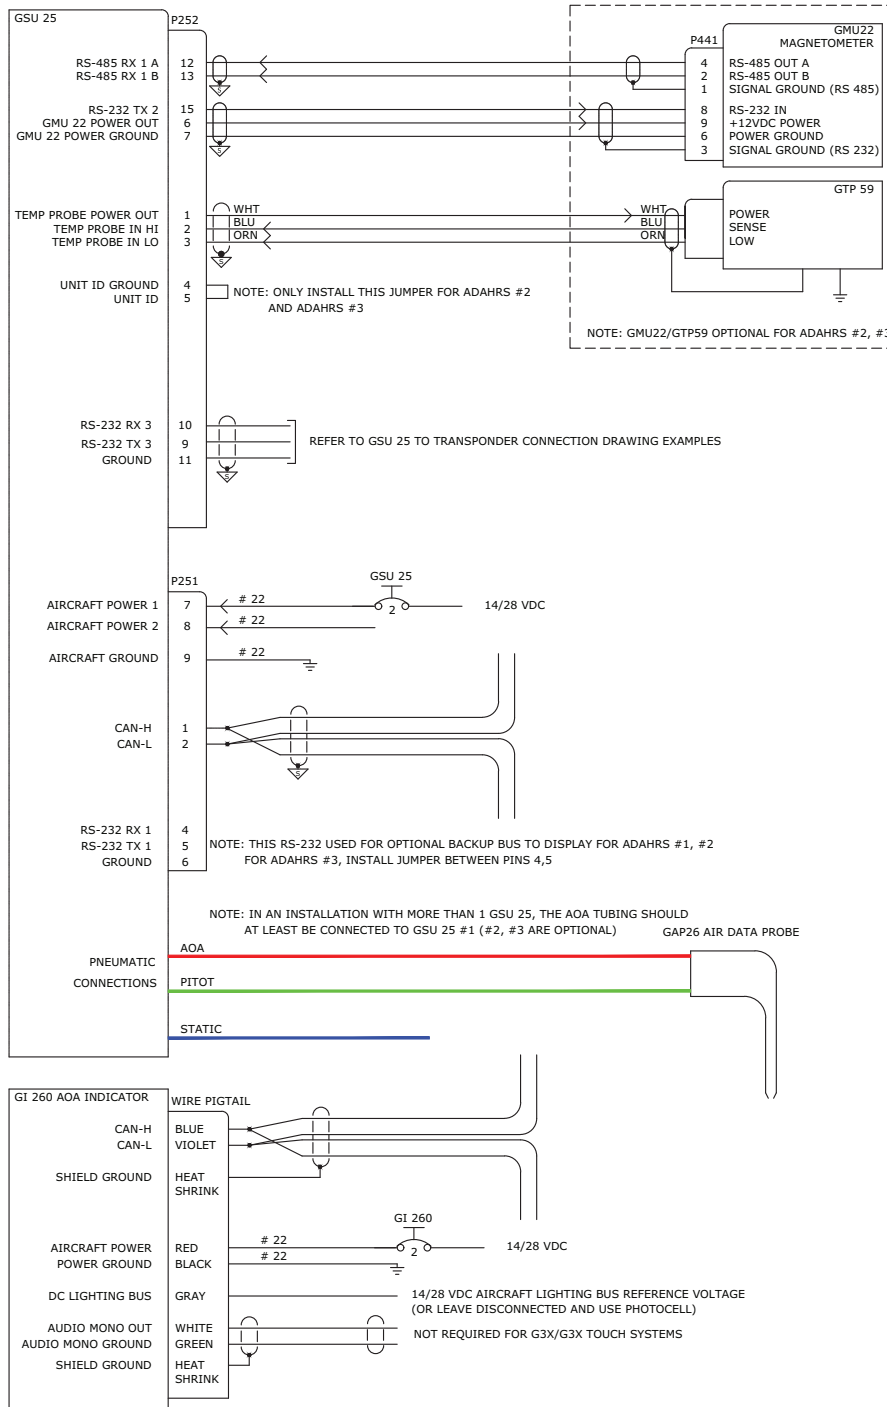 GSU 25
P252
GMU22
MAGNETOMETER
P441
RS-485 RX 1 A 12 4 RS-485 OUT A
RS-485 RX 1 B 13 2 RS-485 OUT B
S 1 SIGNAL GROUND (RS 485)
RS-232 TX 2 15 8 RS-232 IN
GMU 22 POWER OUT 6 9 +12VDC POWER
GMU 22 POWER GROUND 7 6 POWER GROUND
S 3 SIGNAL GROUND (RS 232)
GTP 59
TEMP PROBE POWER OUT 1 WHT WHT POWER
TEMP PROBE IN HI 2 BLU BLU SENSE
TEMP PROBE IN LO 3 ORN ORN LOW
S
UNIT ID GROUND 4
UNIT ID 5
NOTE: ONLY INSTALL THIS JUMPER FOR ADAHRS #2
AND ADAHRS #3
NOTE: GMU22/GTP59 OPTIONAL FOR ADAHRS #2, #3
RS-232 RX 3 10
RS-232 TX 3 9
GROUND 11
REFER TO GSU 25 TO TRANSPONDER CONNECTION DRAWING EXAMPLES
S
P251
GSU 25
AIRCRAFT POWER 1 7 # 22 2 14/28 VDC
AIRCRAFT POWER 2 8 # 22
AIRCRAFT GROUND 9 # 22
CAN-H 1
CAN-L 2
S
RS-232 RX 1 4
RS-232 TX 1 5
GROUND 6
NOTE: THIS RS-232 USED FOR OPTIONAL BACKUP BUS TO DISPLAY FOR ADAHRS #1, #2
FOR ADAHRS #3, INSTALL JUMPER BETWEEN PINS 4,5
NOTE: IN AN INSTALLATION WITH MORE THAN 1 GSU 25, THE AOA TUBING SHOULD
AT LEAST BE CONNECTED TO GSU 25 #1 (#2, #3 ARE OPTIONAL)
GAP26 AIR DATA PROBE
PNEUMATIC
CONNECTIONS
AOA
PITOT
STATIC
GI 260 AOA INDICATOR
WIRE PIGTAIL
CAN-H BLUE
CAN-L VIOLET
SHIELD GROUND HEAT
SHRINK
GI 260
AIRCRAFT POWER RED # 22 2 14/28 VDC
POWER GROUND BLACK # 22
DC LIGHTING BUS GRAY
14/28 VDC AIRCRAFT LIGHTING BUS REFERENCE VOLTAGE
(OR LEAVE DISCONNECTED AND USE PHOTOCELL)
AUDIO MONO OUT WHITE
AUDIO MONO GROUND GREEN
NOT REQUIRED FOR G3X/G3X TOUCH SYSTEMS
SHIELD GROUND HEAT
SHRINK